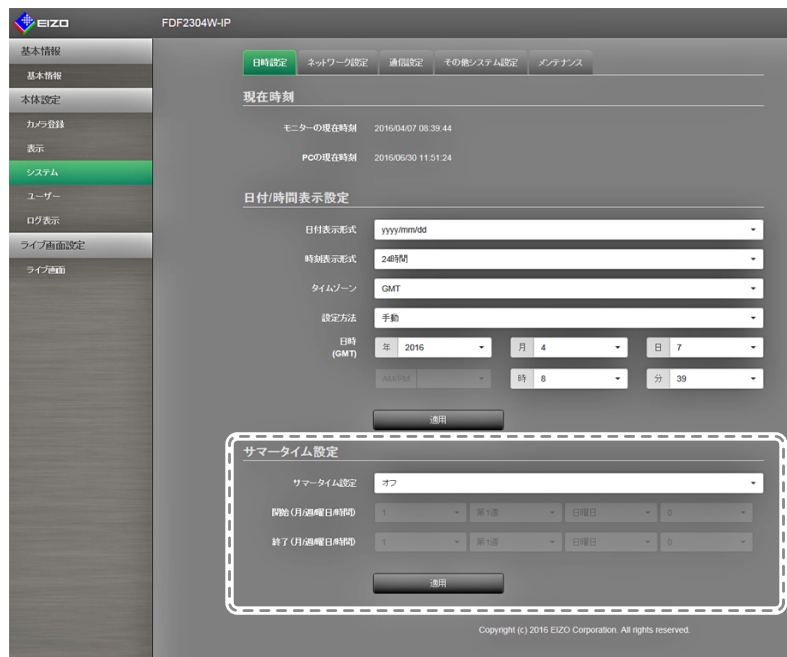 EIZO FDF2304W-IP
基本情報
基本情報
本体設定
カメラ登録
表示
システム
ユーザー
ログ表示
ライブ画面設定
ライブ画面
日時設定 ネットワーク設定 通信設定 その他システム設定 メンテナンス
現在時刻
モニターの現在時刻 2016/04/07 08:39:44
PCの現在時刻 2016/06/30 11:51:24
日付/時間表示設定
日付表示形式 yyyy/mm/dd
時刻表示形式 24時間
タイムゾーン GMT
設定方法 手動
日時 年 2016 月 4 日 7
(GMT)
AM/PM 時 8 分 39
適用
サマータイム設定
サマータイム設定 オフ
開始(月/週/曜日/時間) 1 第1週 日曜日 0
終了(月/週/曜日/時間) 1 第1週 日曜日 0
適用
Copyright (c) 2016 EIZO Corporation. All rights reserved.